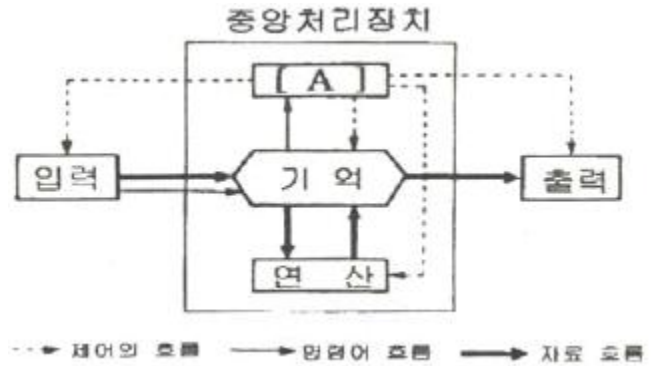 중앙처리장치
[ A ]
입력
기 억
출력
연 산
제어의 흐름 명령어 흐름 자료 흐름